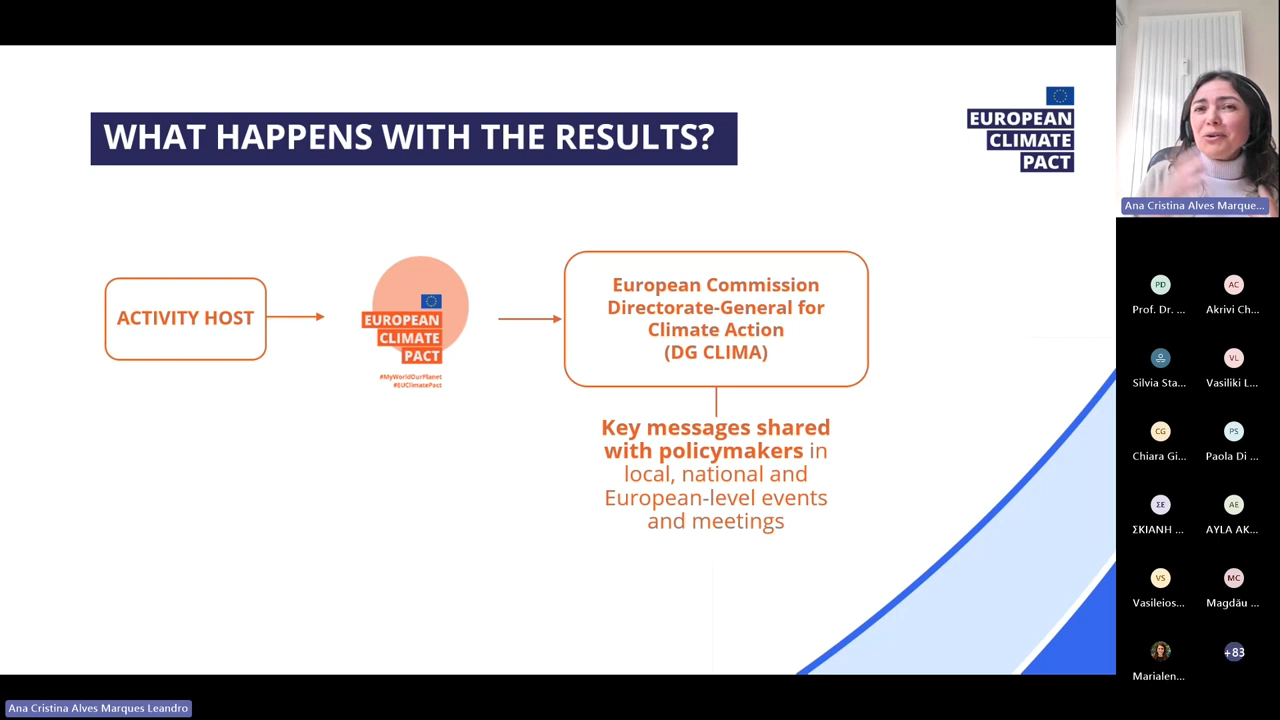 WHAT HAPPENS WITH THE RESULTS?
EUROPEAN
CLIMATE
PACT
ACTIVITY HOST
EUROPEAN
CLIMATE
PACT
#MyWorldOurPlanet
#EUClimatePact
European Commission
Directorate-General for
Climate Action
(DG CLIMA)
Key messages shared
with policymakers in
local, national and
European-level events
and meetings
Ana Cristina Alves Marque...
PD
AC
Prof. Dr. ...
Akrivi Ch...
VL
Silvia Sta...
Vasiliki L...
CG
PS
Chiara Gi...
Paola Di ...
ΣΕ
AE
ΣΚΙΑΝΗ ...
AYLA AK...
VS
MC
Vasileios...
Magdău ...
+83
Marialen...
Ana Cristina Alves Marques Leandro